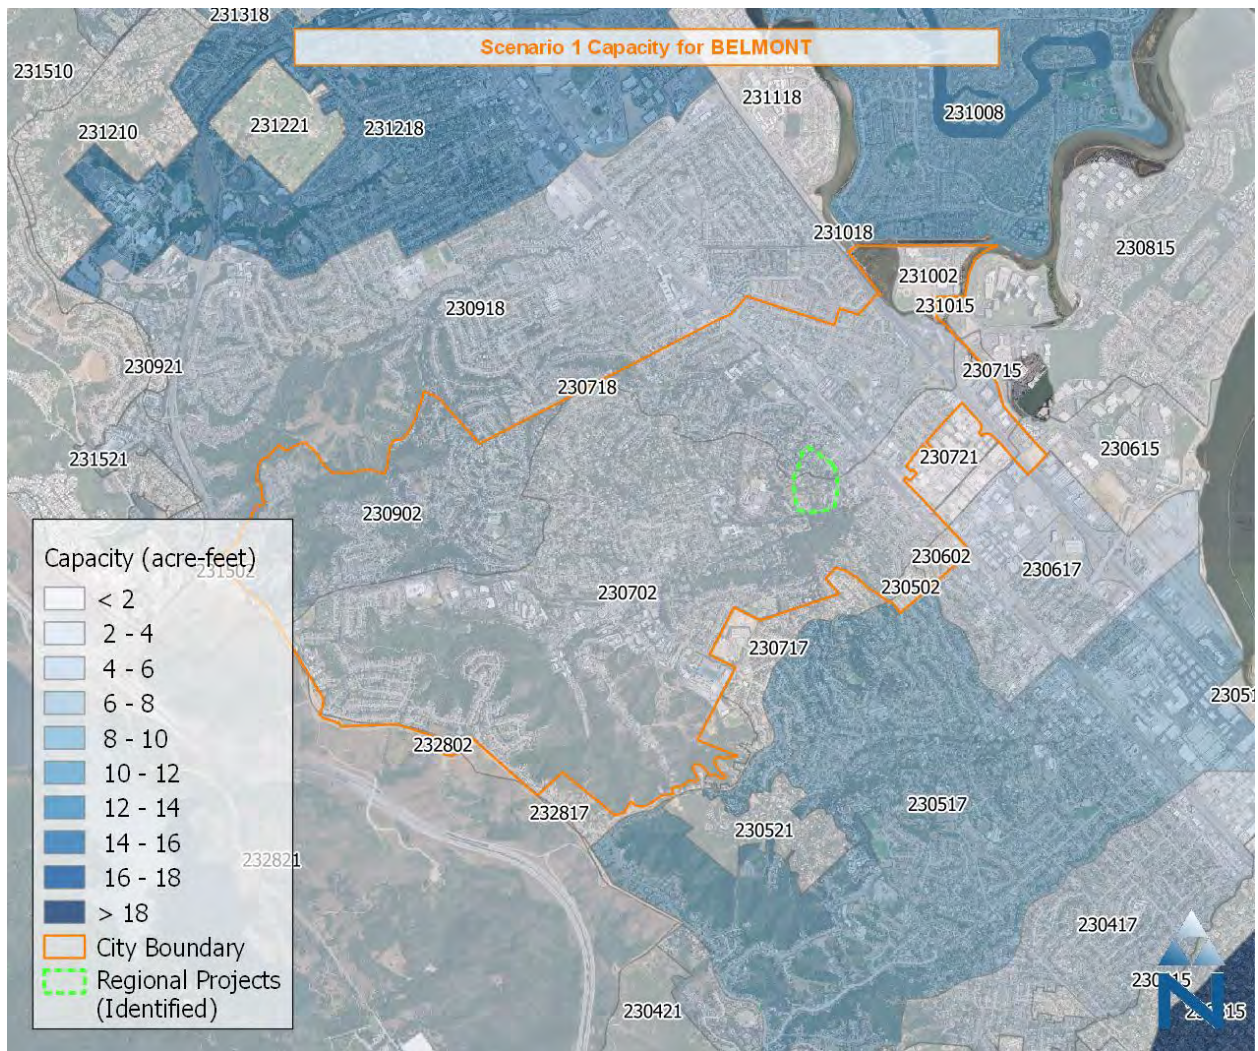 231318
Scenario 1 Capacity for BELMONT
231510
231118
231008
231210
231221
231218
231018
230815
231002
231015
230918
230921
230715
230718
231521
230721
230615
230902
230602
230617
230502
231502
230702
230717
23051
232802
232817
230521
230517
232821
230417
230421
Capacity (acre-feet)
< 2
2 - 4
4 - 6
6 - 8
8 - 10
10 - 12
12 - 14
14 - 16
16 - 18
> 18
City Boundary
Regional Projects
(Identified)
N